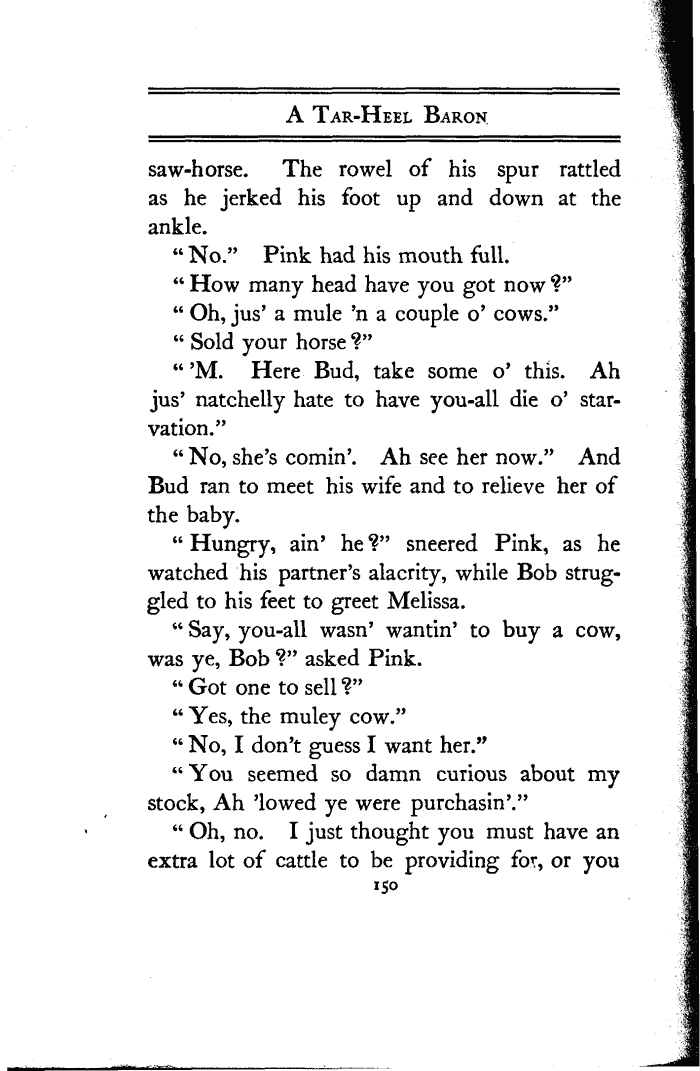 A Tar-Heel Baron
saw-horse. The rowel of his spur rattled
as he jerked his foot up and down at the
ankle.
“No.” Pink had his mouth full.
“How many head have you got now?”
“Oh, jus’ a mule ’n a couple o’ cows.”
“Sold your horse?”
“’M. Here Bud, take some o’ this. Ah
jus’ natchelly hate to have you-all die o’ star-
vation.”
“No, she’s comin’. Ah see her now.” And
Bud ran to meet his wife and to relieve her of
the baby.
“Hungry, ain’ he?” sneered Pink, as he
watched his partner’s alacrity, while Bob strug-
gled to his feet to greet Melissa.
“Say, you-all wasn’ wantin’ to buy a cow,
was ye, Bob?” asked Pink.
“Got one to sell?”
“Yes, the muley cow.”
“No, I don’t guess I want her.”
“You seemed so damn curious about my
stock, Ah ’lowed ye were purchasin’.”
“Oh, no. I just thought you must have an
extra lot of cattle to be providing for, or you
150